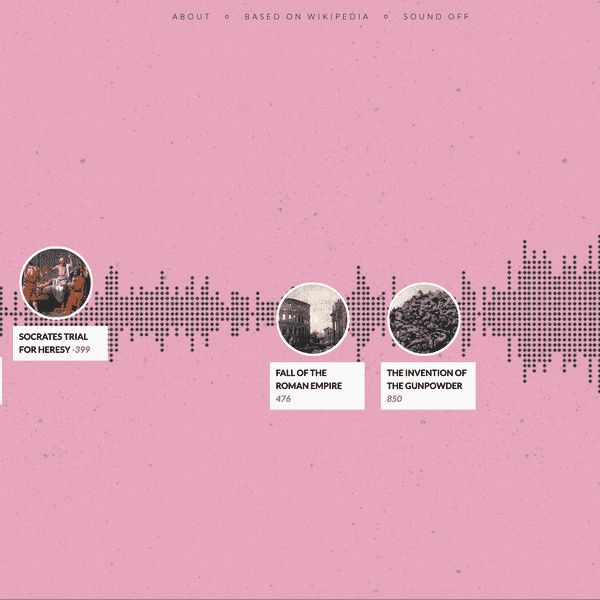 ABOUT
BASED ON WIKIPEDIA
SOUND OFF
SOCRATES TRIAL
FOR HERESY -399
FALL OF THE
ROMAN EMPIRE
476
THE INVENTION OF
THE GUNPOWDER
850